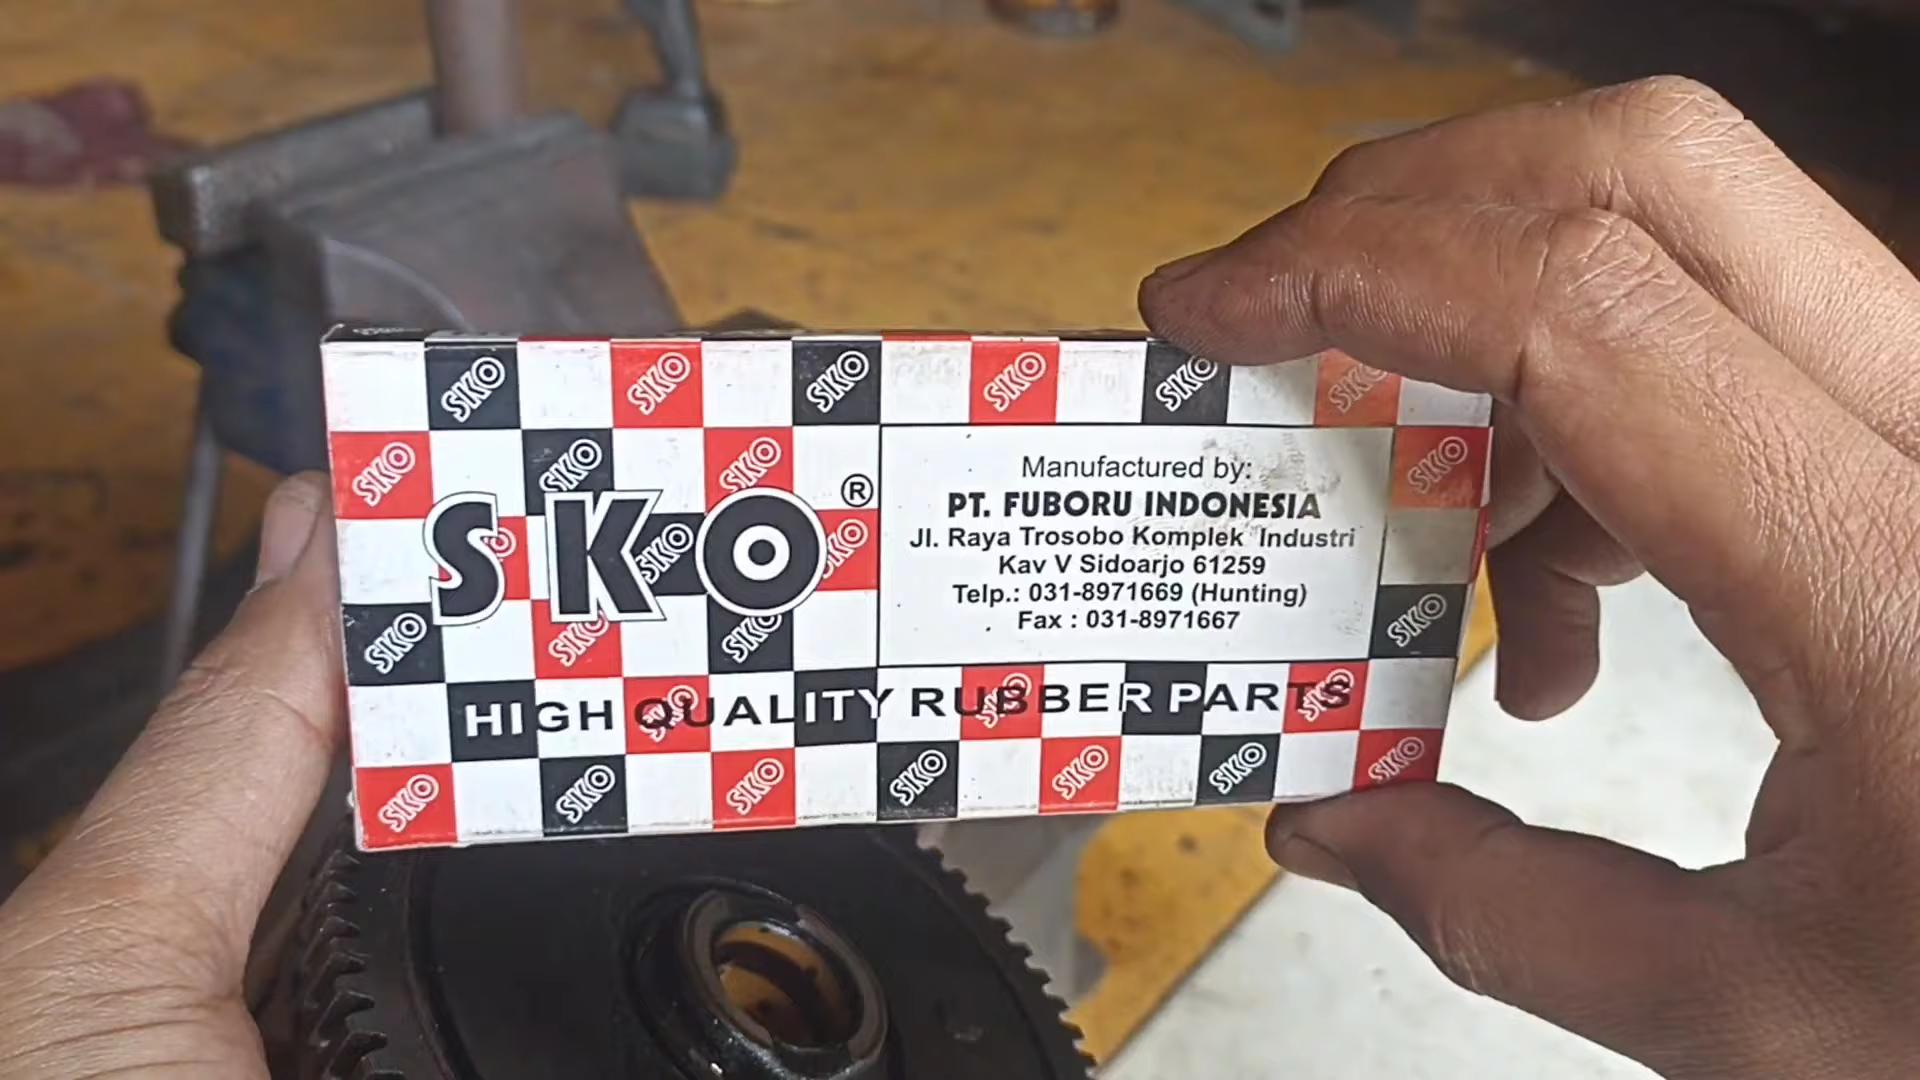 SKO®
Manufactured by:
PT. FUBORU INDONESIA
Jl. Raya Trosobo Komplek Industri
Kav V Sidoarjo 61259
Telp.: 031-8971669 (Hunting)
Fax : 031-8971667
HIGH QUALITY RUBBER PARTS